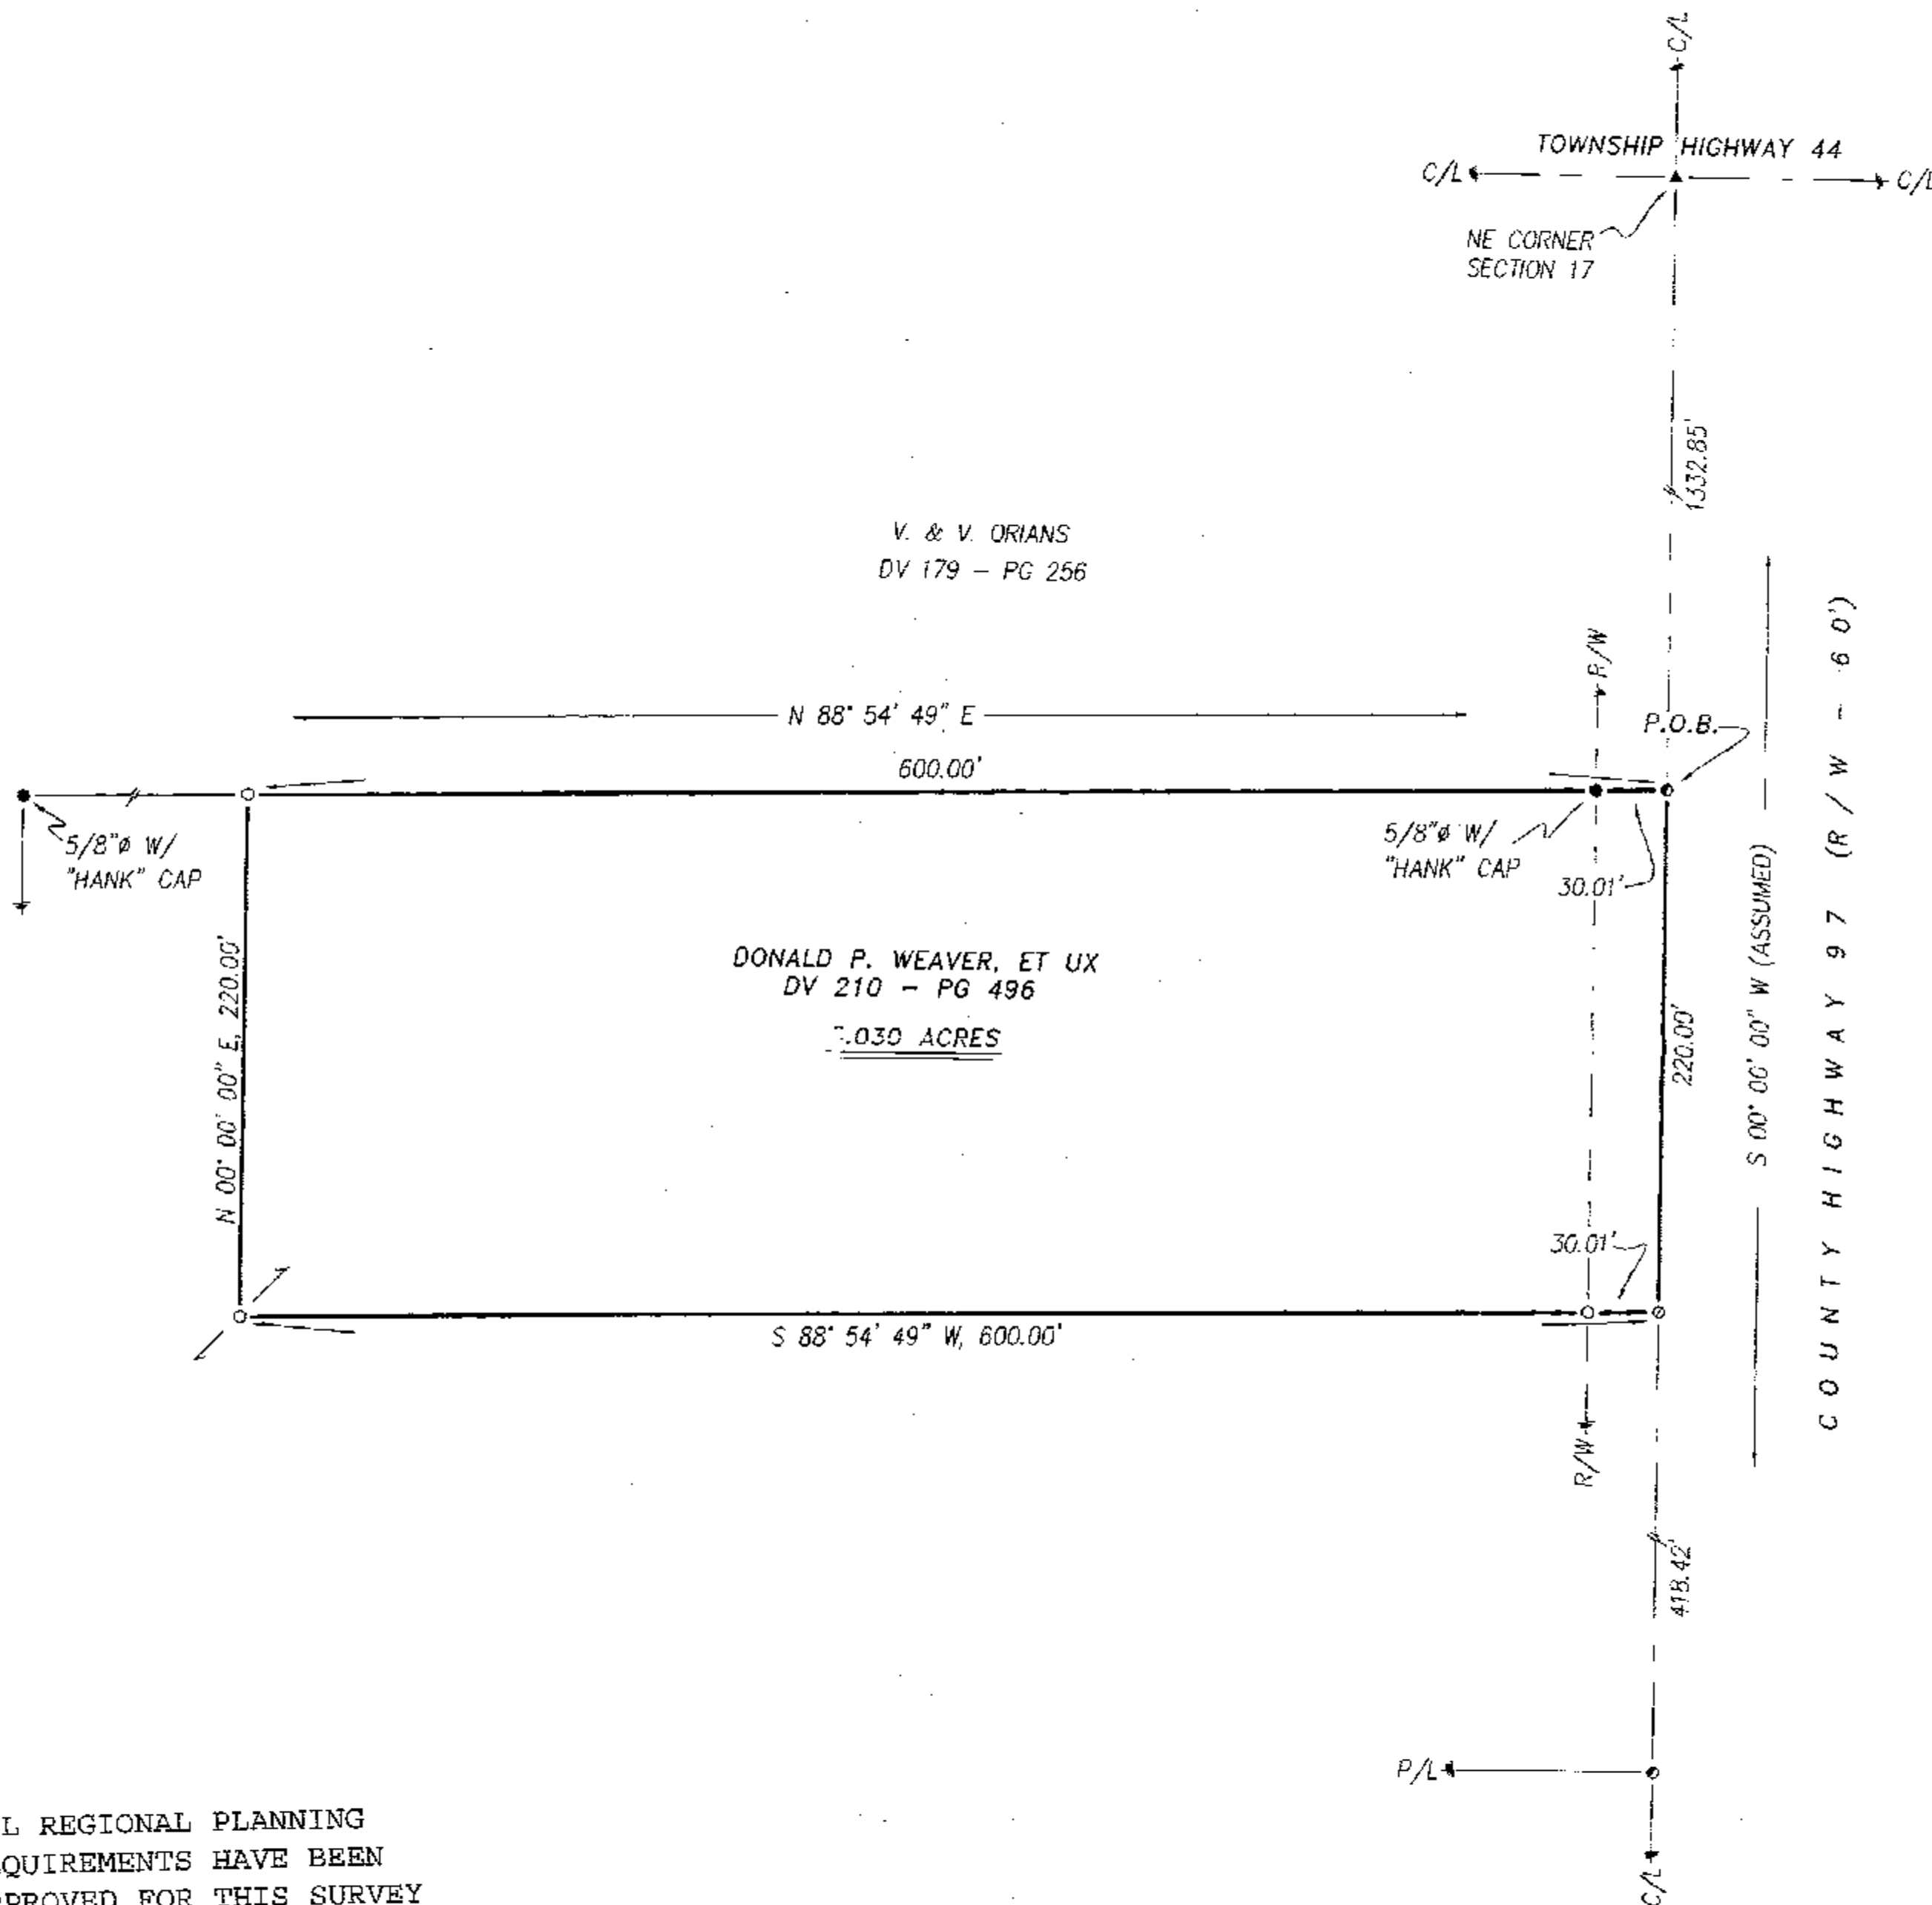 C/L
TOWNSHIP HIGHWAY 44
C/L
C/L
NE CORNER
SECTION 17
1332.85'
V. & V. ORIANS
DV 179 - PG 256
R/W
N 88° 54' 49" E
P.O.B.
600.00'
5/8"ø W/
"HANK" CAP
5/8"ø W/
"HANK" CAP
30.01'
COUNTY HIGHWAY 97 (R/W - 60')
S 00° 00' 00" W (ASSUMED)
N 00° 00' 00" E, 220.00'
DONALD P. WEAVER, ET UX
DV 210 - PG 496
.030 ACRES
220.00'
30.01'
S 88° 54' 49" W, 600.00'
R/W
418.42'
P/L
C/L
L REGIONAL PLANNING
QUIREMENTS HAVE BEEN
PPROVED FOR THIS SURVEY